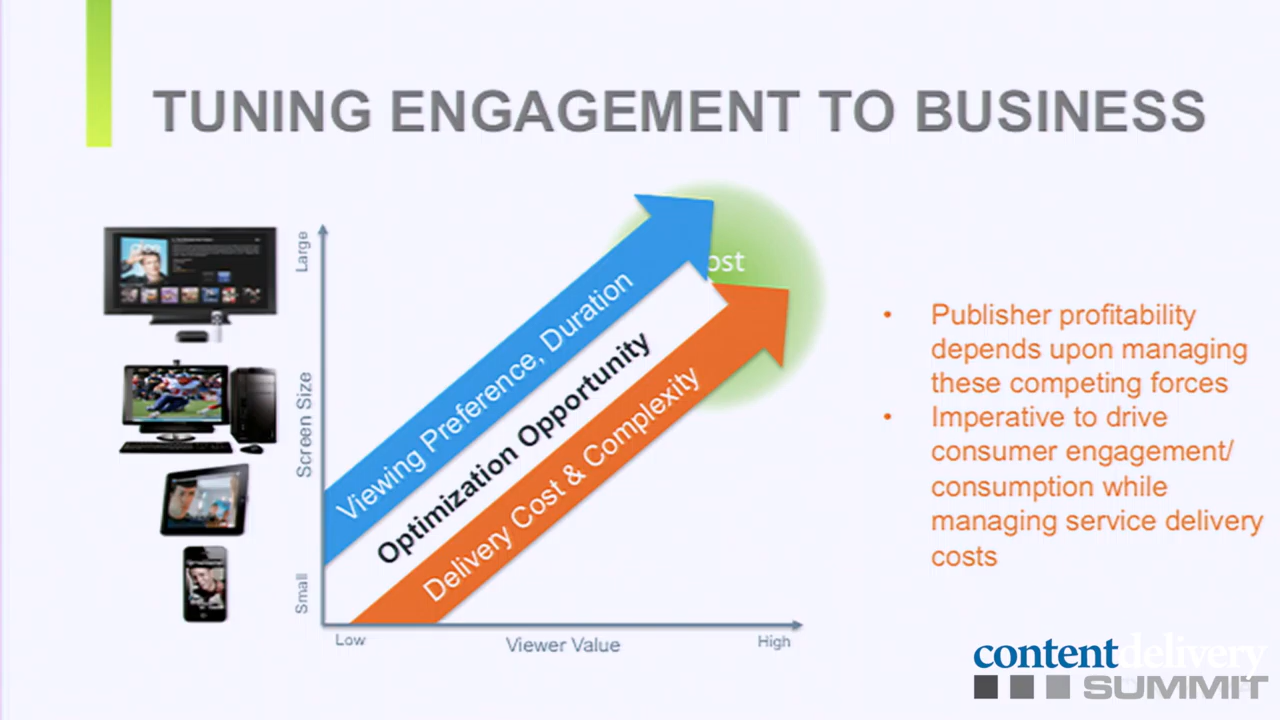 TUNING ENGAGEMENT TO BUSINESS
Large
Screen Size
Small
Viewing Preference, Duration
Optimization Opportunity
Delivery Cost & Complexity
Low
Viewer Value
High
• Publisher profitability
depends upon managing
these competing forces
• Imperative to drive
consumer engagement/
consumption while
managing service delivery
costs
contentdelivery
SUMMIT